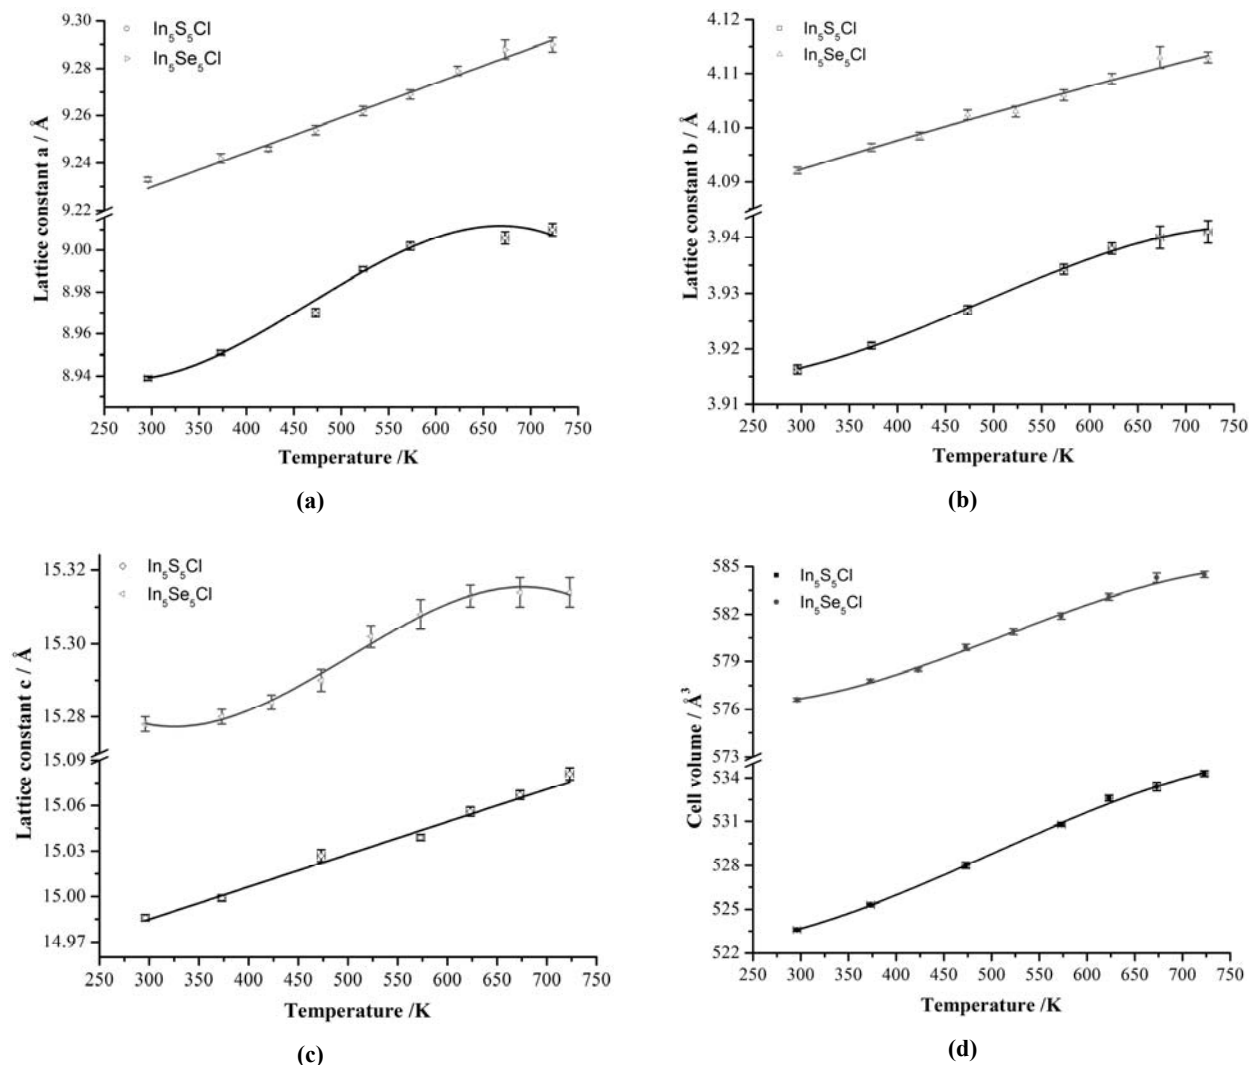 9.30
In5S5Cl
In5Se5Cl
9.28
9.26
9.24
9.22
9.00
8.98
8.96
8.94
Lattice constant a / Å
250 300 350 400 450 500 550 600 650 700 750
Temperature /K
(a)
4.12
In5S5Cl
In5Se5Cl
4.11
4.10
4.09
3.94
3.93
3.92
3.91
Lattice constant b / Å
250 300 350 400 450 500 550 600 650 700 750
Temperature /K
(b)
15.32
In5S5Cl
In5Se5Cl
15.30
15.28
15.09
15.06
15.03
15.00
14.97
Lattice constant c / Å
250 300 350 400 450 500 550 600 650 700 750
Temperature /K
(c)
585
In5S5Cl
In5Se5Cl
582
579
576
573
534
531
528
525
522
Cell volume / Å3
250 300 350 400 450 500 550 600 650 700 750
Temperature /K
(d)